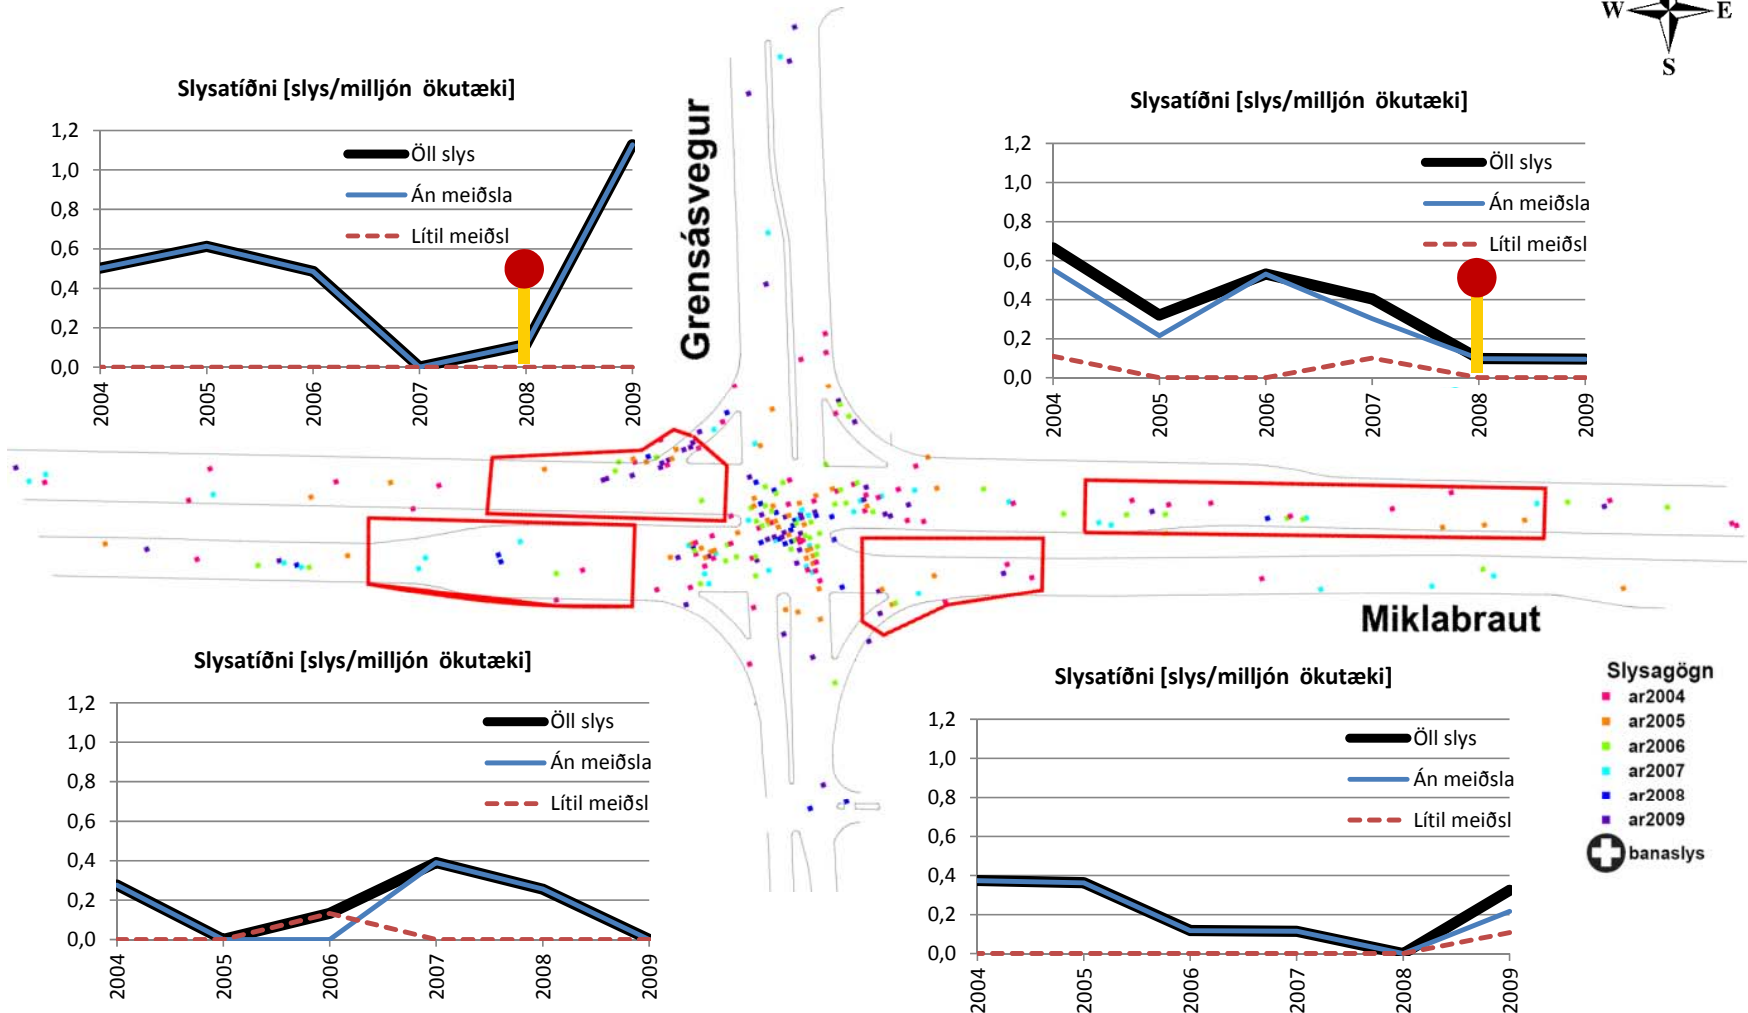 W E
S
Slysatíðni [slys/milljón ökutæki]
1,2
1,0
0,8
0,6
0,4
0,2
0,0
Öll slys
Án meiðsla
Lítil meiðsl
2004 2005 2006 2007 2008 2009
Grensásvegur
Slysatíðni [slys/milljón ökutæki]
1,2
1,0
0,8
0,6
0,4
0,2
0,0
Öll slys
Án meiðsla
Lítil meiðsl
2004 2005 2006 2007 2008 2009
Miklabraut
Slysatíðni [slys/milljón ökutæki]
1,2
1,0
0,8
0,6
0,4
0,2
0,0
Öll slys
Án meiðsla
Lítil meiðsl
2004 2005 2006 2007 2008 2009
Slysatíðni [slys/milljón ökutæki]
1,2
1,0
0,8
0,6
0,4
0,2
0,0
Öll slys
Án meiðsla
Lítil meiðsl
2004 2005 2006 2007 2008 2009
Slysagögn
ar2004
ar2005
ar2006
ar2007
ar2008
ar2009
banaslys